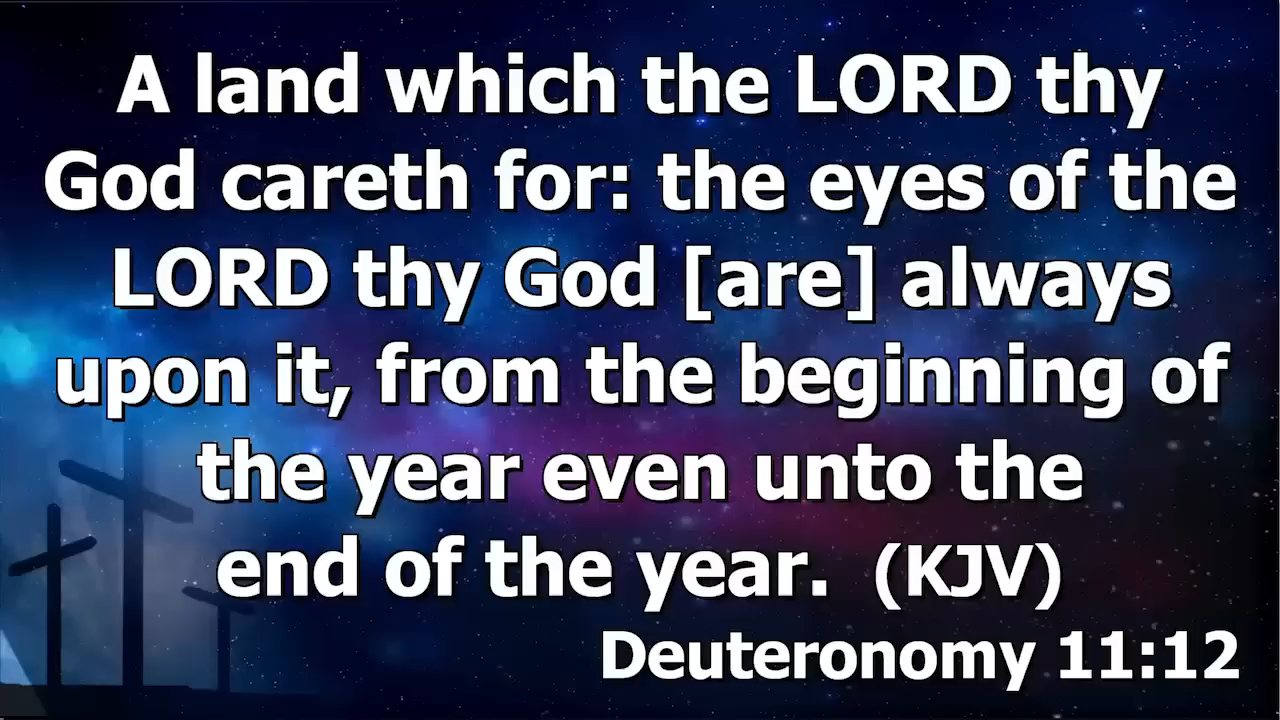 A land which the LORD thy
God careth for: the eyes of the
LORD thy God [are] always
upon it, from the beginning of
the year even unto the
end of the year. (KJV)
Deuteronomy 11:12